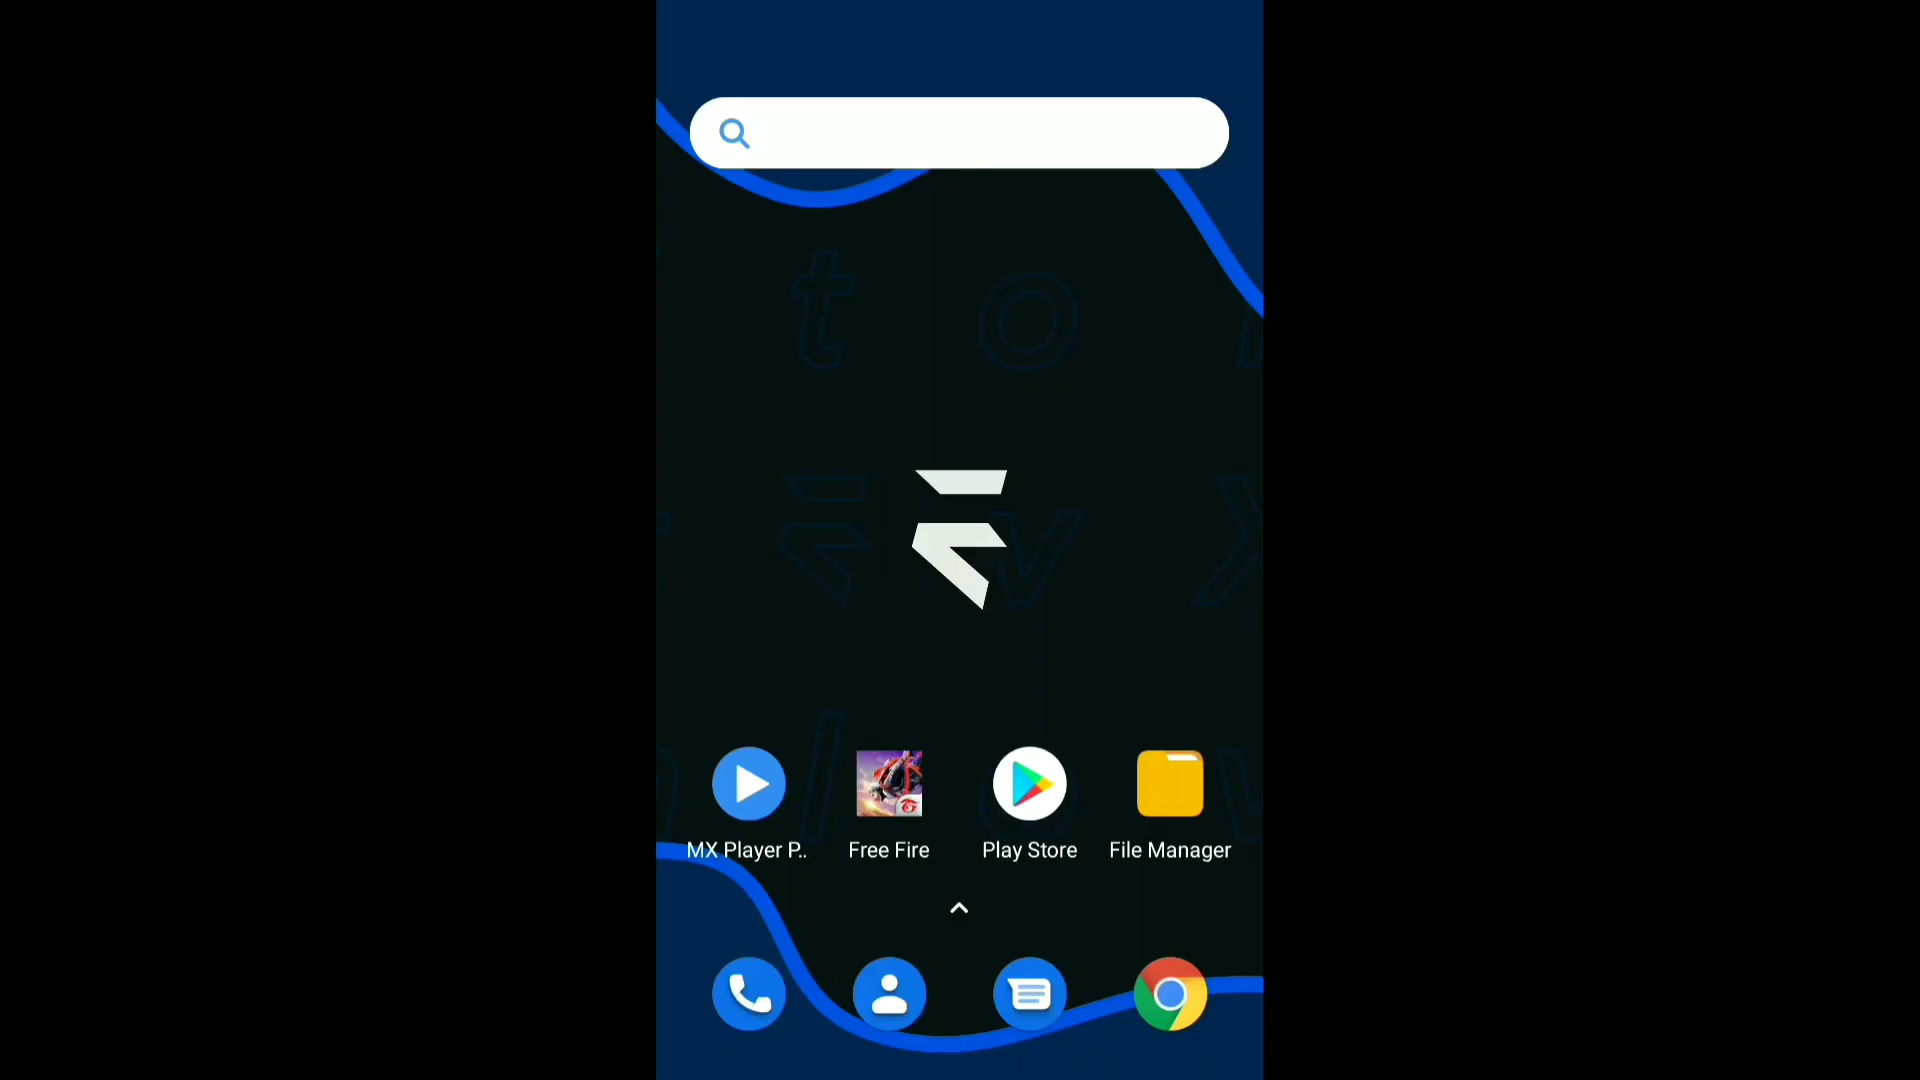 t o
v
MX Player P..
Free Fire
Play Store
File Manager